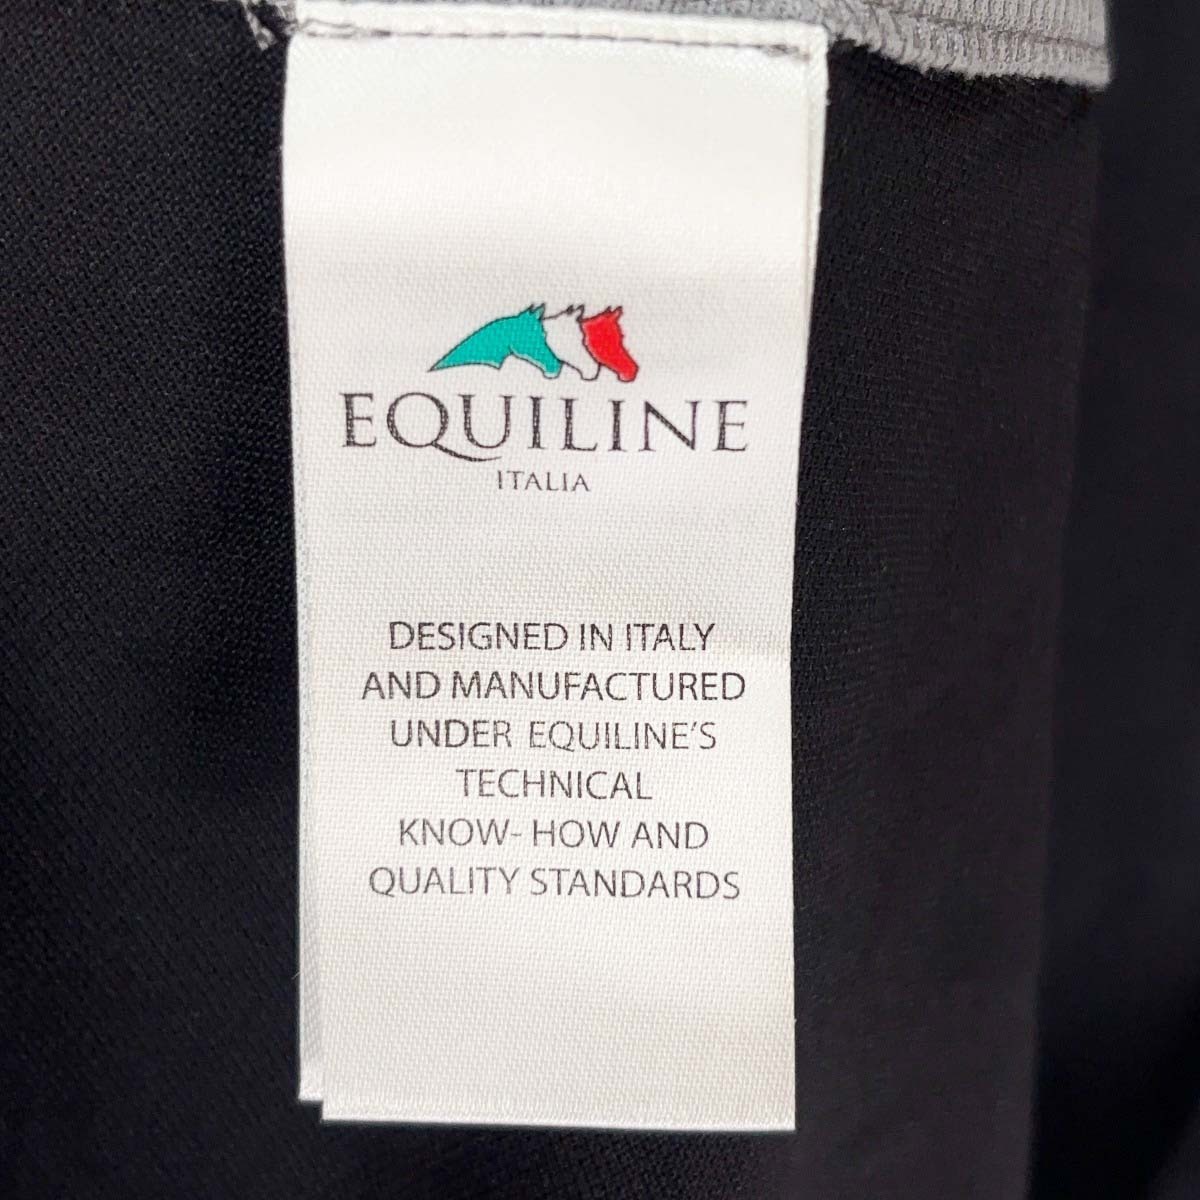 EQUILINE
ITALIA
DESIGNED IN ITALY
AND MANUFACTURED
UNDER EQUILINE'S
TECHNICAL
KNOW- HOW AND
QUALITY STANDARDS